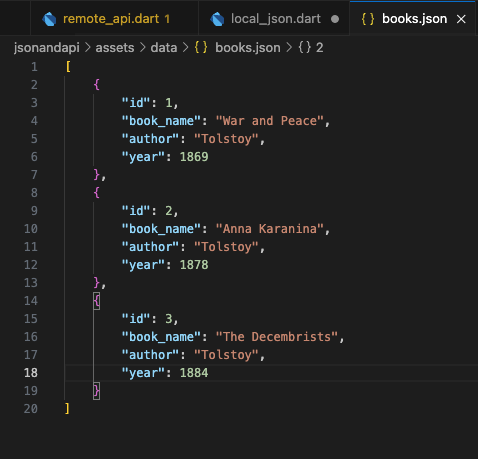 remote_api.dart 1 local_json.dart {} books.json
jsonandapi > assets > data > {} books.json > {} 2
1 [
2 {
3 "id": 1,
4 "book_name": "War and Peace",
5 "author": "Tolstoy",
6 "year": 1869
7 },
8 {
9 "id": 2,
10 "book_name": "Anna Karanina",
11 "author": "Tolstoy",
12 "year": 1878
13 },
14 {
15 "id": 3,
16 "book_name": "The Decembrists",
17 "author": "Tolstoy",
18 "year": 1884
19 }
20 ]